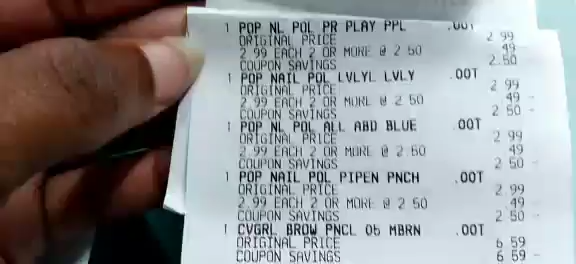 1 POP NL POL PR PLAY PPL .00T
ORIGINAL PRICE 2 99
2 99 EACH 2 OR MORE @ 2 50 49
COUPON SAVINGS 2 50
1 POP NAIL POL LVLYL LVLY .00T
ORIGINAL PRICE 2 99
2 99 EACH 2 OR MORE @ 2 50 49 -
COUPON SAVINGS 2 50 -
1 POP NL POL ALL ABD BLUE .00T
ORIGINAL PRICE 2 99
2 99 EACH 2 OR MORE @ 2 50 49
COUPON SAVINGS 2 50 -
1 POP NAIL POL PIPEN PNCH .00T
ORIGINAL PRICE 2 99
2 99 EACH 2 OR MORE @ 2 50 49
COUPON SAVINGS 2 50 -
1 CVGRL BROW PNCL 06 MBRN .00T
ORIGINAL PRICE 6 59
COUPON SAVINGS 6 59 -